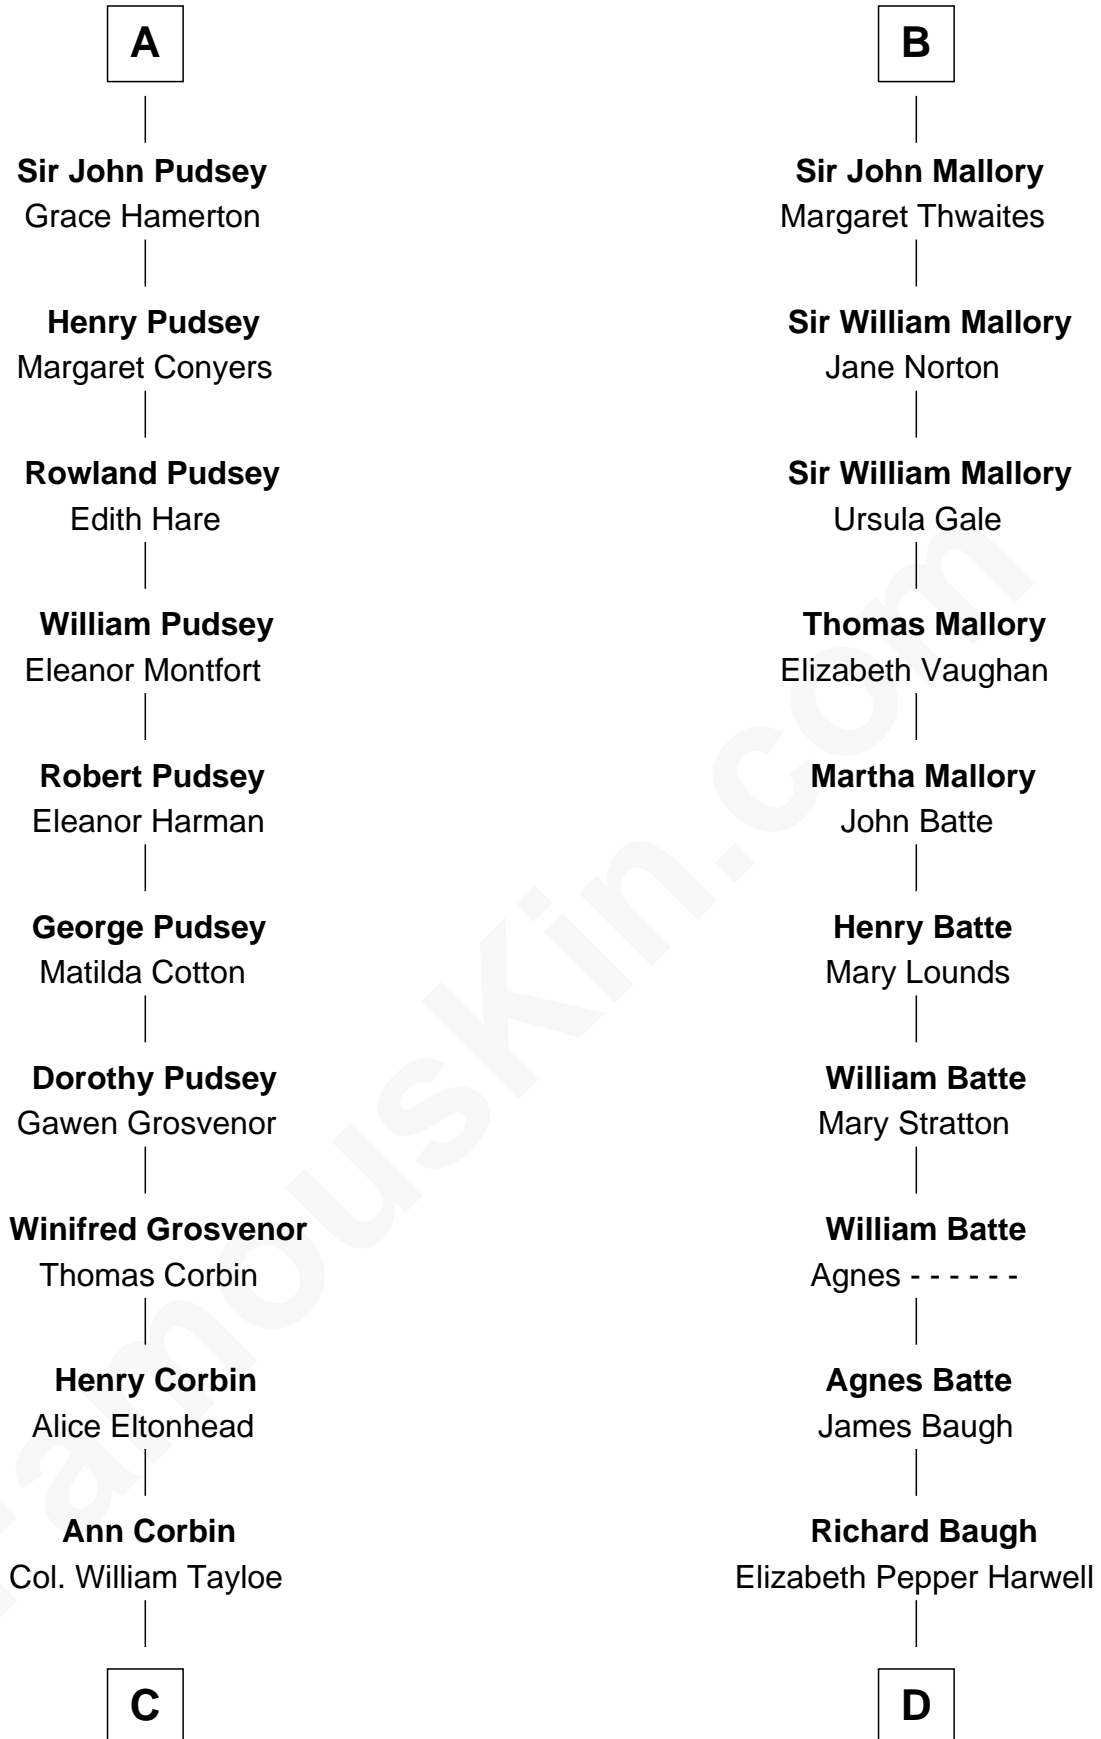 A
Sir John Pudsey
Grace Hamerton
Henry Pudsey
Margaret Conyers
Rowland Pudsey
Edith Hare
William Pudsey
Eleanor Montfort
Robert Pudsey
Eleanor Harman
George Pudsey
Matilda Cotton
Dorothy Pudsey
Gawen Grosvenor
Winifred Grosvenor
Thomas Corbin
Henry Corbin
Alice Eltonhead
Ann Corbin
Col. William Tayloe
C
B
Sir John Mallory
Margaret Thwaites
Sir William Mallory
Jane Norton
Sir William Mallory
Ursula Gale
Thomas Mallory
Elizabeth Vaughan
Martha Mallory
John Batte
Henry Batte
Mary Lounds
William Batte
Mary Stratton
William Batte
Agnes - - - - - -
Agnes Batte
James Baugh
Richard Baugh
Elizabeth Pepper Harwell
D
FamousKin.com